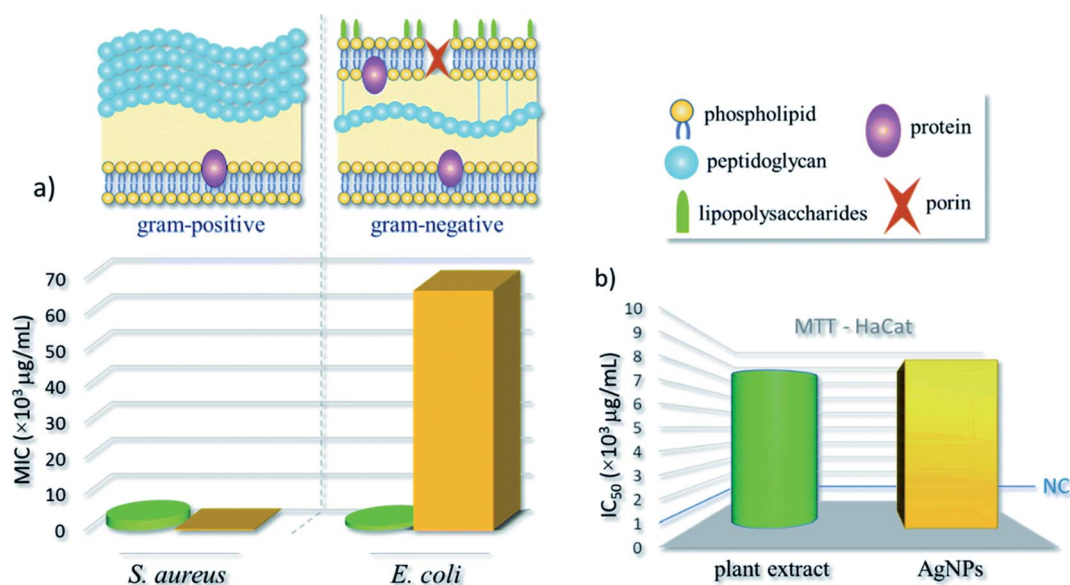 a)
gram-positive
gram-negative
phospholipid
protein
peptidoglycan
lipopolysaccharides
porin
MIC (×10³ µg/mL)
70
60
50
40
30
20
10
0
S. aureus
E. coli
b)
MTT - HaCat
IC₅₀ (×10³ µg/mL)
10
9
8
7
6
5
4
3
2
1
0
NC
plant extract
AgNPs